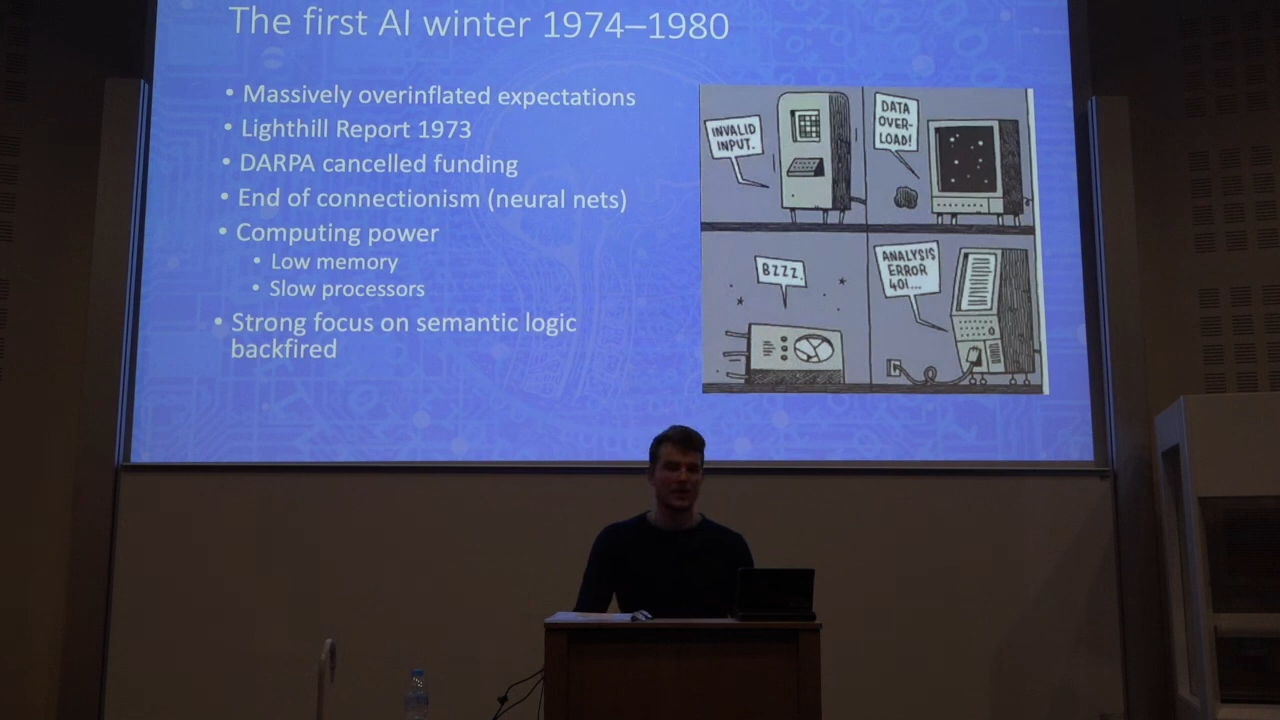 The first AI winter 1974–1980
• Massively overinflated expectations
• Lighthill Report 1973
• DARPA cancelled funding
• End of connectionism (neural nets)
• Computing power
• Low memory
• Slow processors
• Strong focus on semantic logic
backfired
INVALID
INPUT.
DATA
OVER-
LOAD!
BZZZ.
ANALYSIS
ERROR
401...